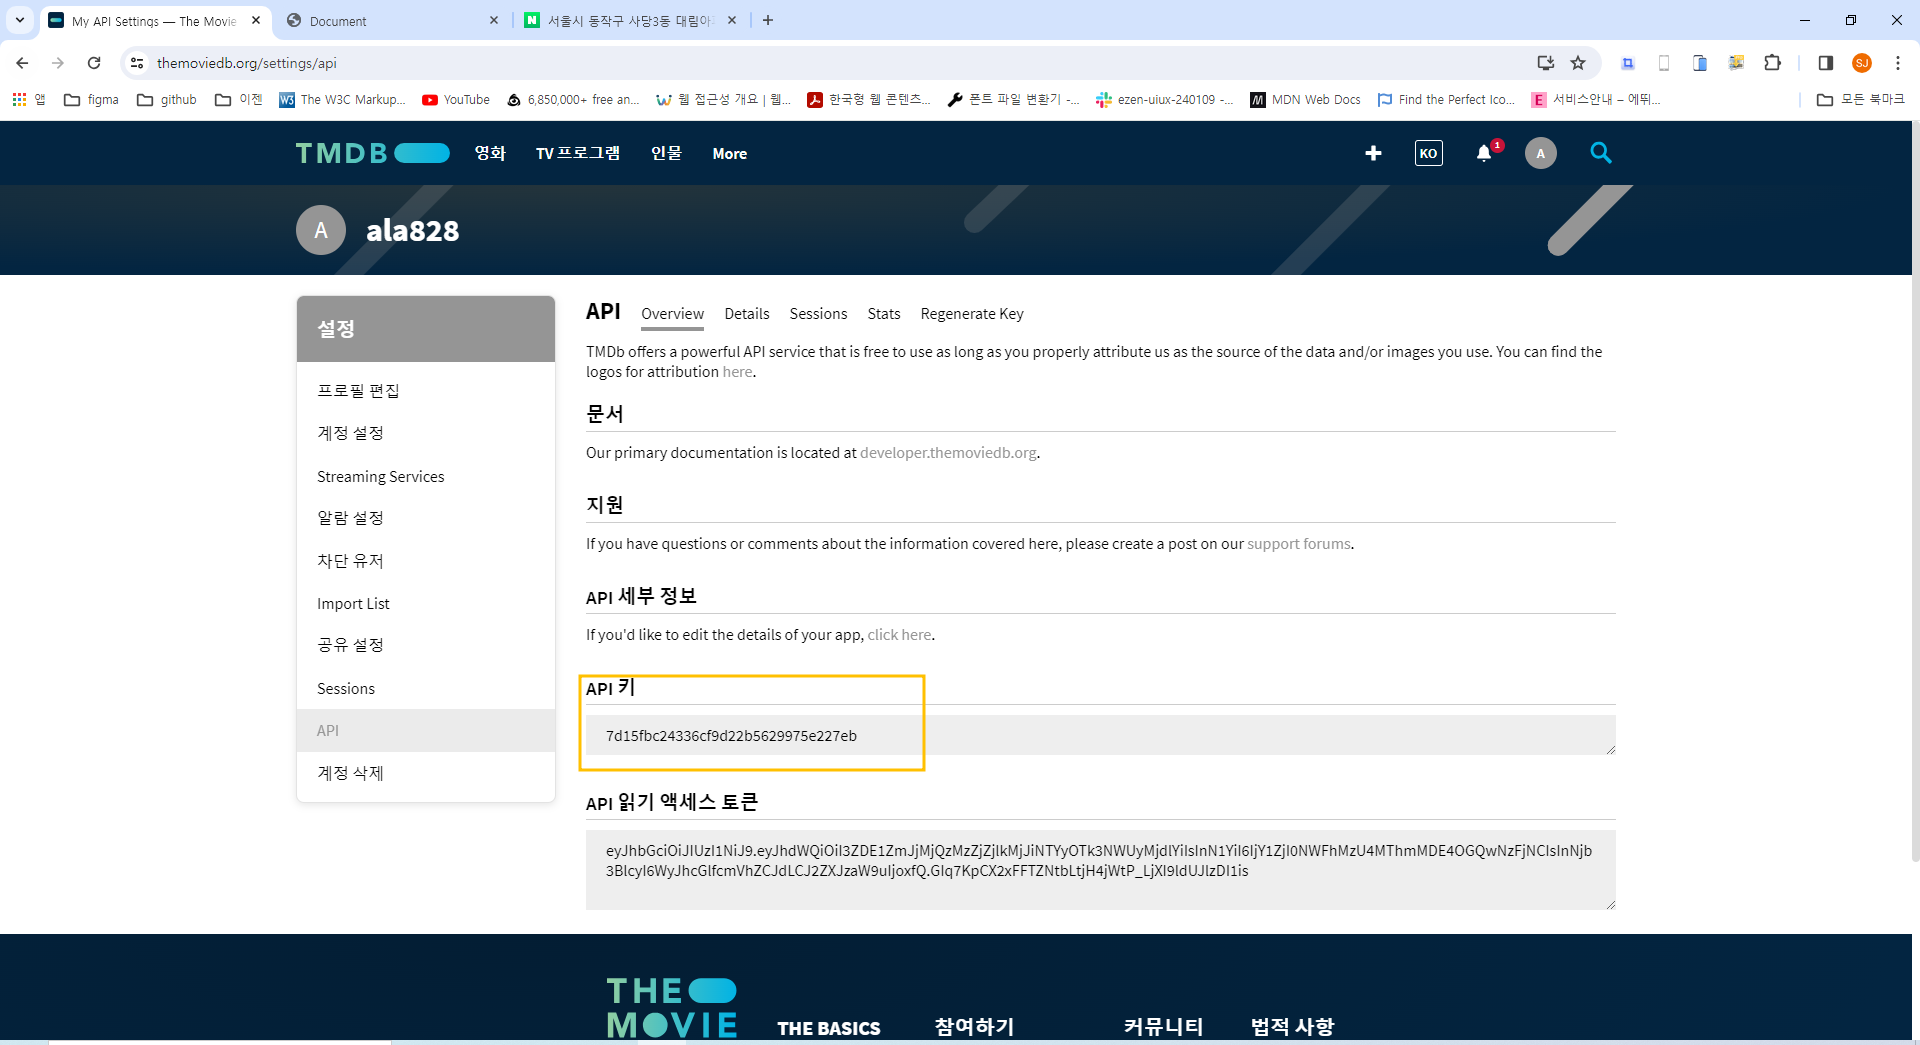 My API Settings — The Movie
Document
서울시 동작구 사당3동 대림아
themoviedb.org/settings/api
SJ
앱
figma
github
이젠
The W3C Markup...
YouTube
6,850,000+ free an...
웹 접근성 개요 | 웹...
한국형 웹 콘텐츠...
폰트 파일 변환기 -...
ezen-uiux-240109 -...
MDN Web Docs
Find the Perfect Ico...
서비스안내 – 에뛰...
모든 북마크
TMDB
영화
TV 프로그램
인물
More
KO
1
A
A
ala828
설정
프로필 편집
계정 설정
Streaming Services
알람 설정
차단 유저
Import List
공유 설정
Sessions
API
계정 삭제
API
Overview
Details
Sessions
Stats
Regenerate Key
TMDb offers a powerful API service that is free to use as long as you properly attribute us as the source of the data and/or images you use. You can find the
logos for attribution here.
문서
Our primary documentation is located at developer.themoviedb.org.
지원
If you have questions or comments about the information covered here, please create a post on our support forums.
API 세부 정보
If you'd like to edit the details of your app, click here.
API 키
7d15fbc24336cf9d22b5629975e227eb
API 읽기 액세스 토큰
THE
MOVIE
THE BASICS
참여하기
커뮤니티
법적 사항